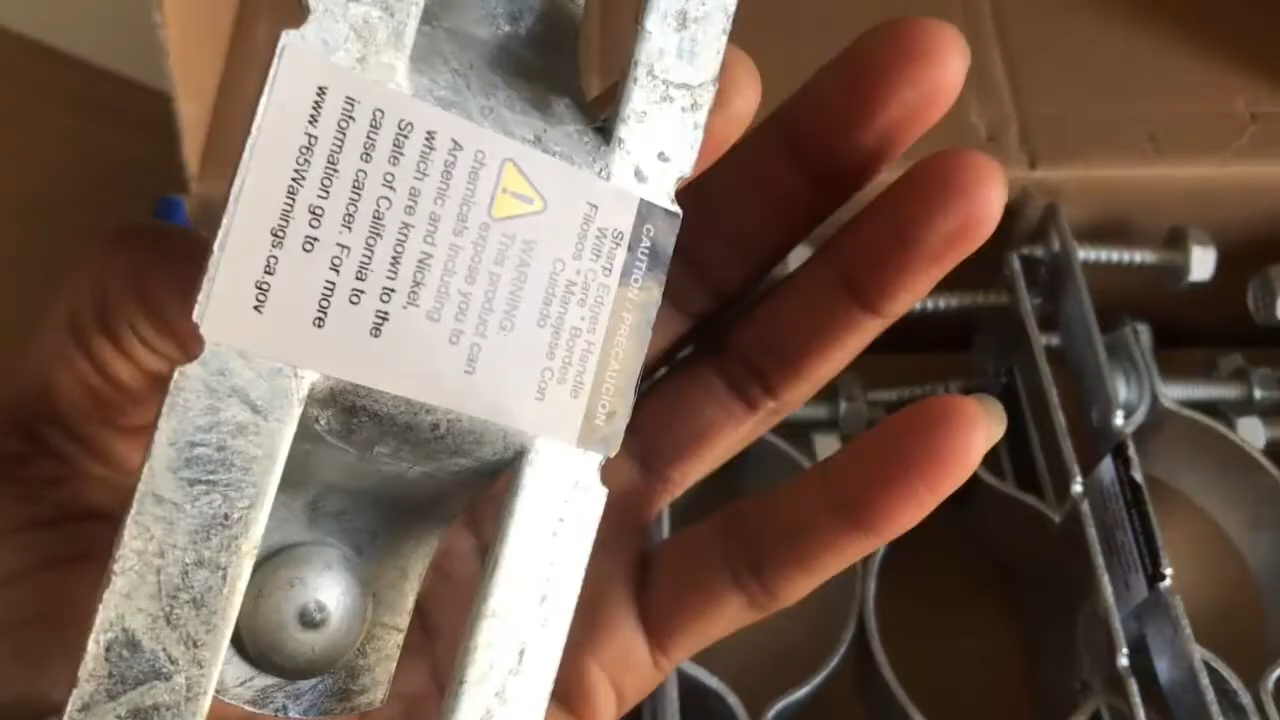 CAUTION / PRECAUCION
Sharp Edges Handle
With Care • Bordes
Filosos • Manejese Con
Cuidado
WARNING:
This product can
expose you to
chemicals including
Arsenic and Nickel,
which are known to the
State of California to
cause cancer. For more
information go to
www.P65Warnings.ca.gov